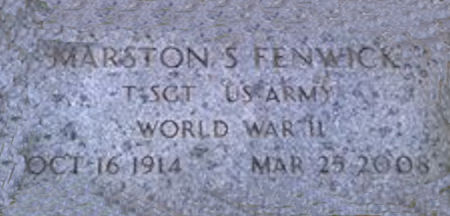 MARSTON S FENWICK
T SGT US ARMY
WORLD WAR II
OCT 16 1914 MAR 25 2008